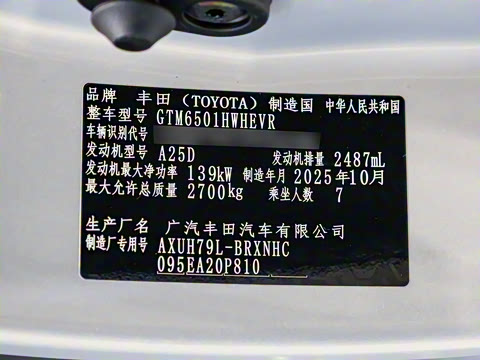 品牌 丰田（TOYOTA）制造国 中华人民共和国
整车型号 GTM6501HWHEVR
车辆识别代号
发动机型号 A25D 发动机排量 2487mL
发动机最大净功率 139kW 制造年月 2025年10月
最大允许总质量 2700kg 乘坐人数 7
生产厂名 广汽丰田汽车有限公司
制造厂专用号 AXUH79L-BRXNHC
095EA20P810